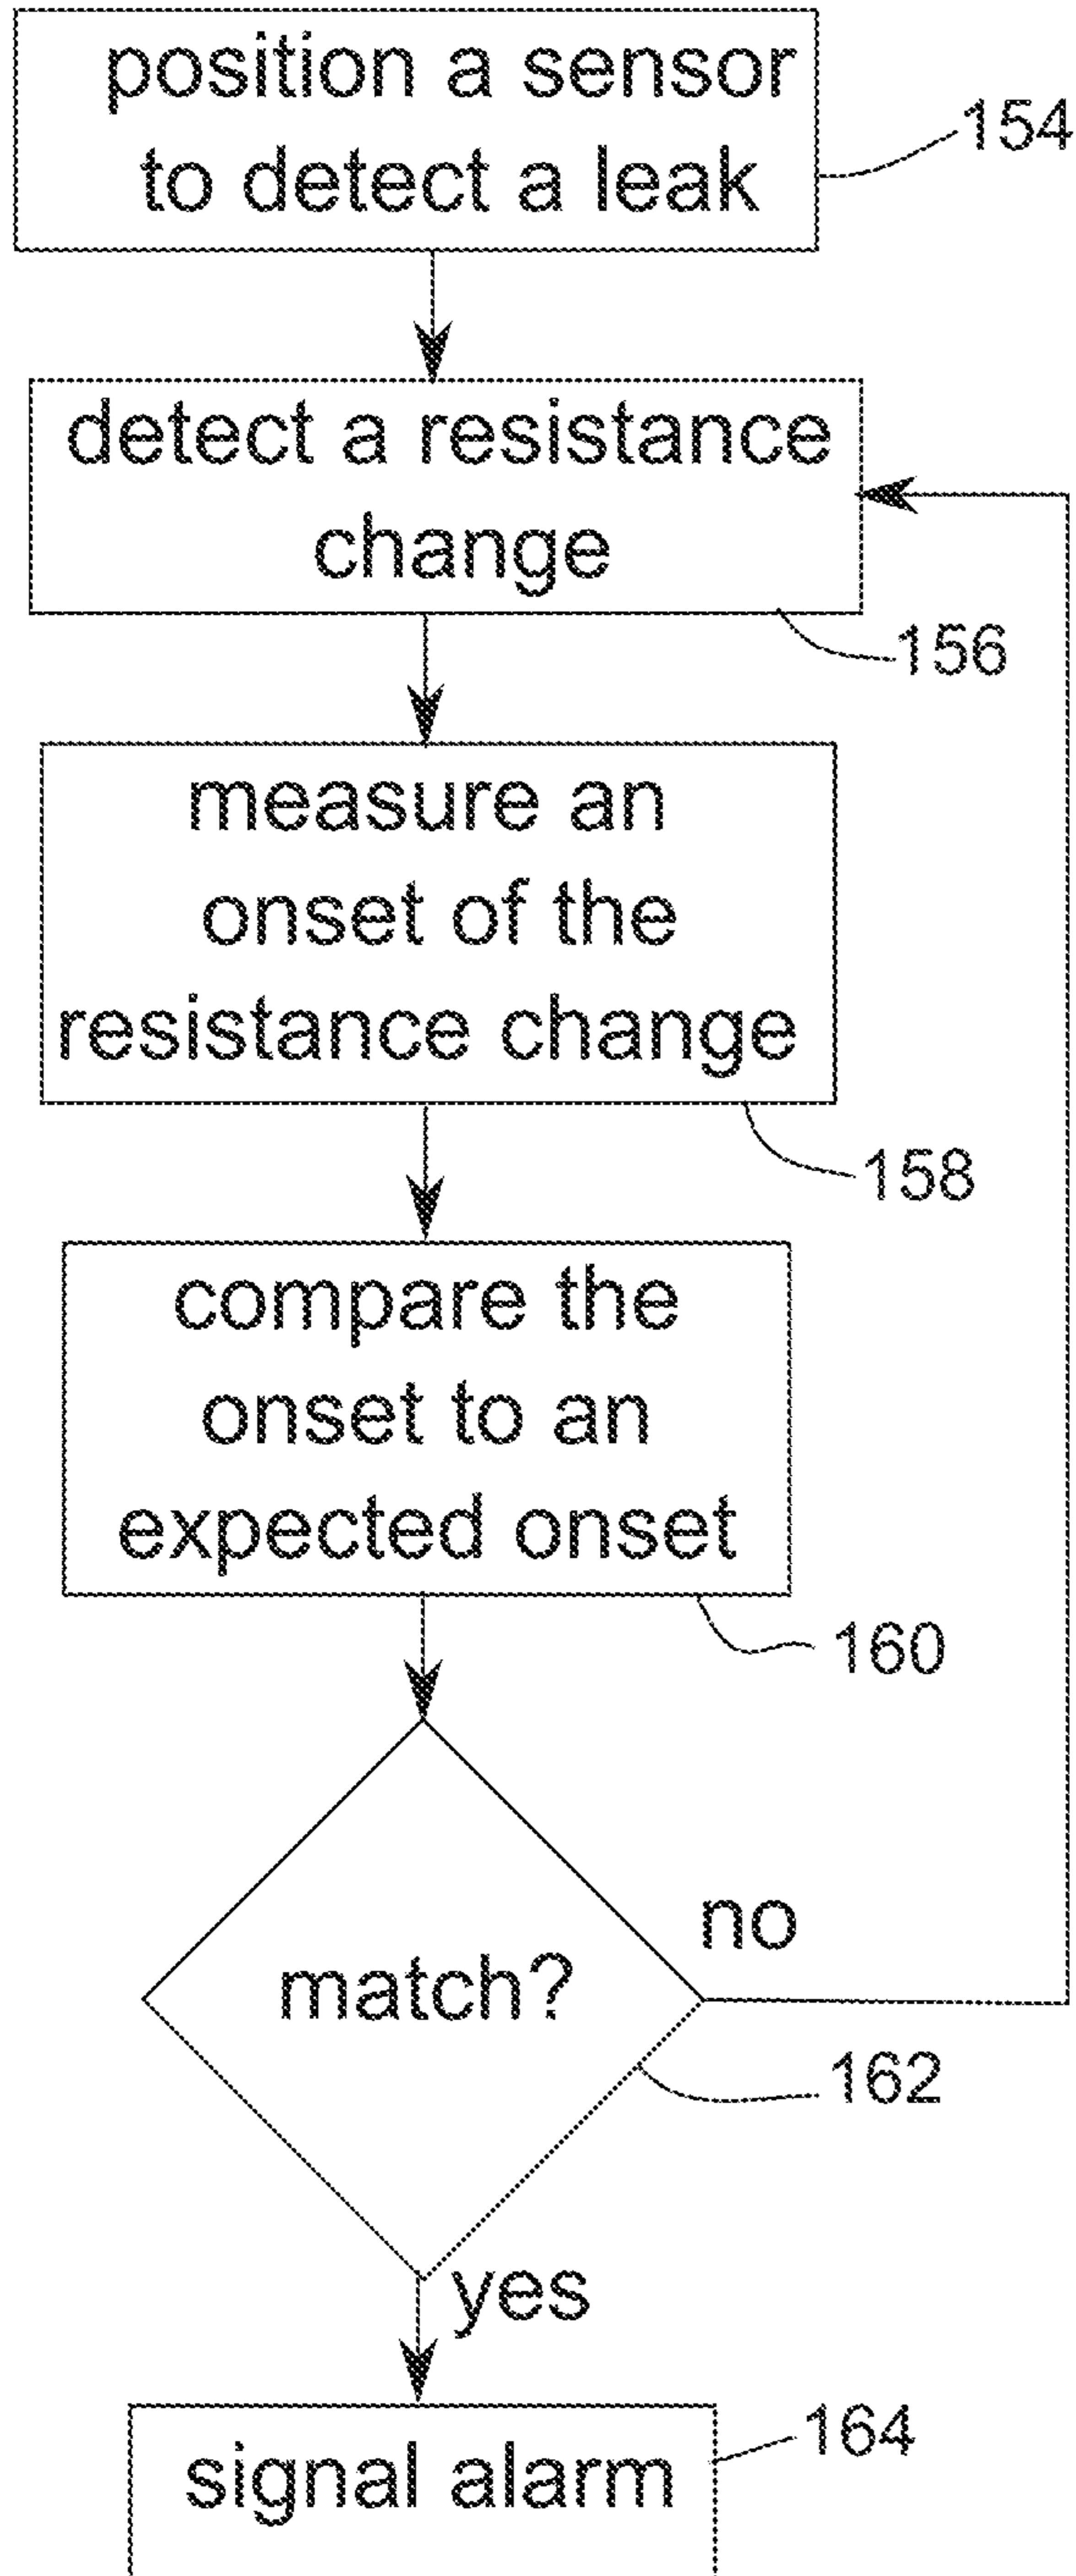 position a sensor
to detect a leak
154
detect a resistance
change
156
measure an
onset of the
resistance change
158
compare the
onset to an
expected onset
160
match?
no
162
yes
signal alarm
164